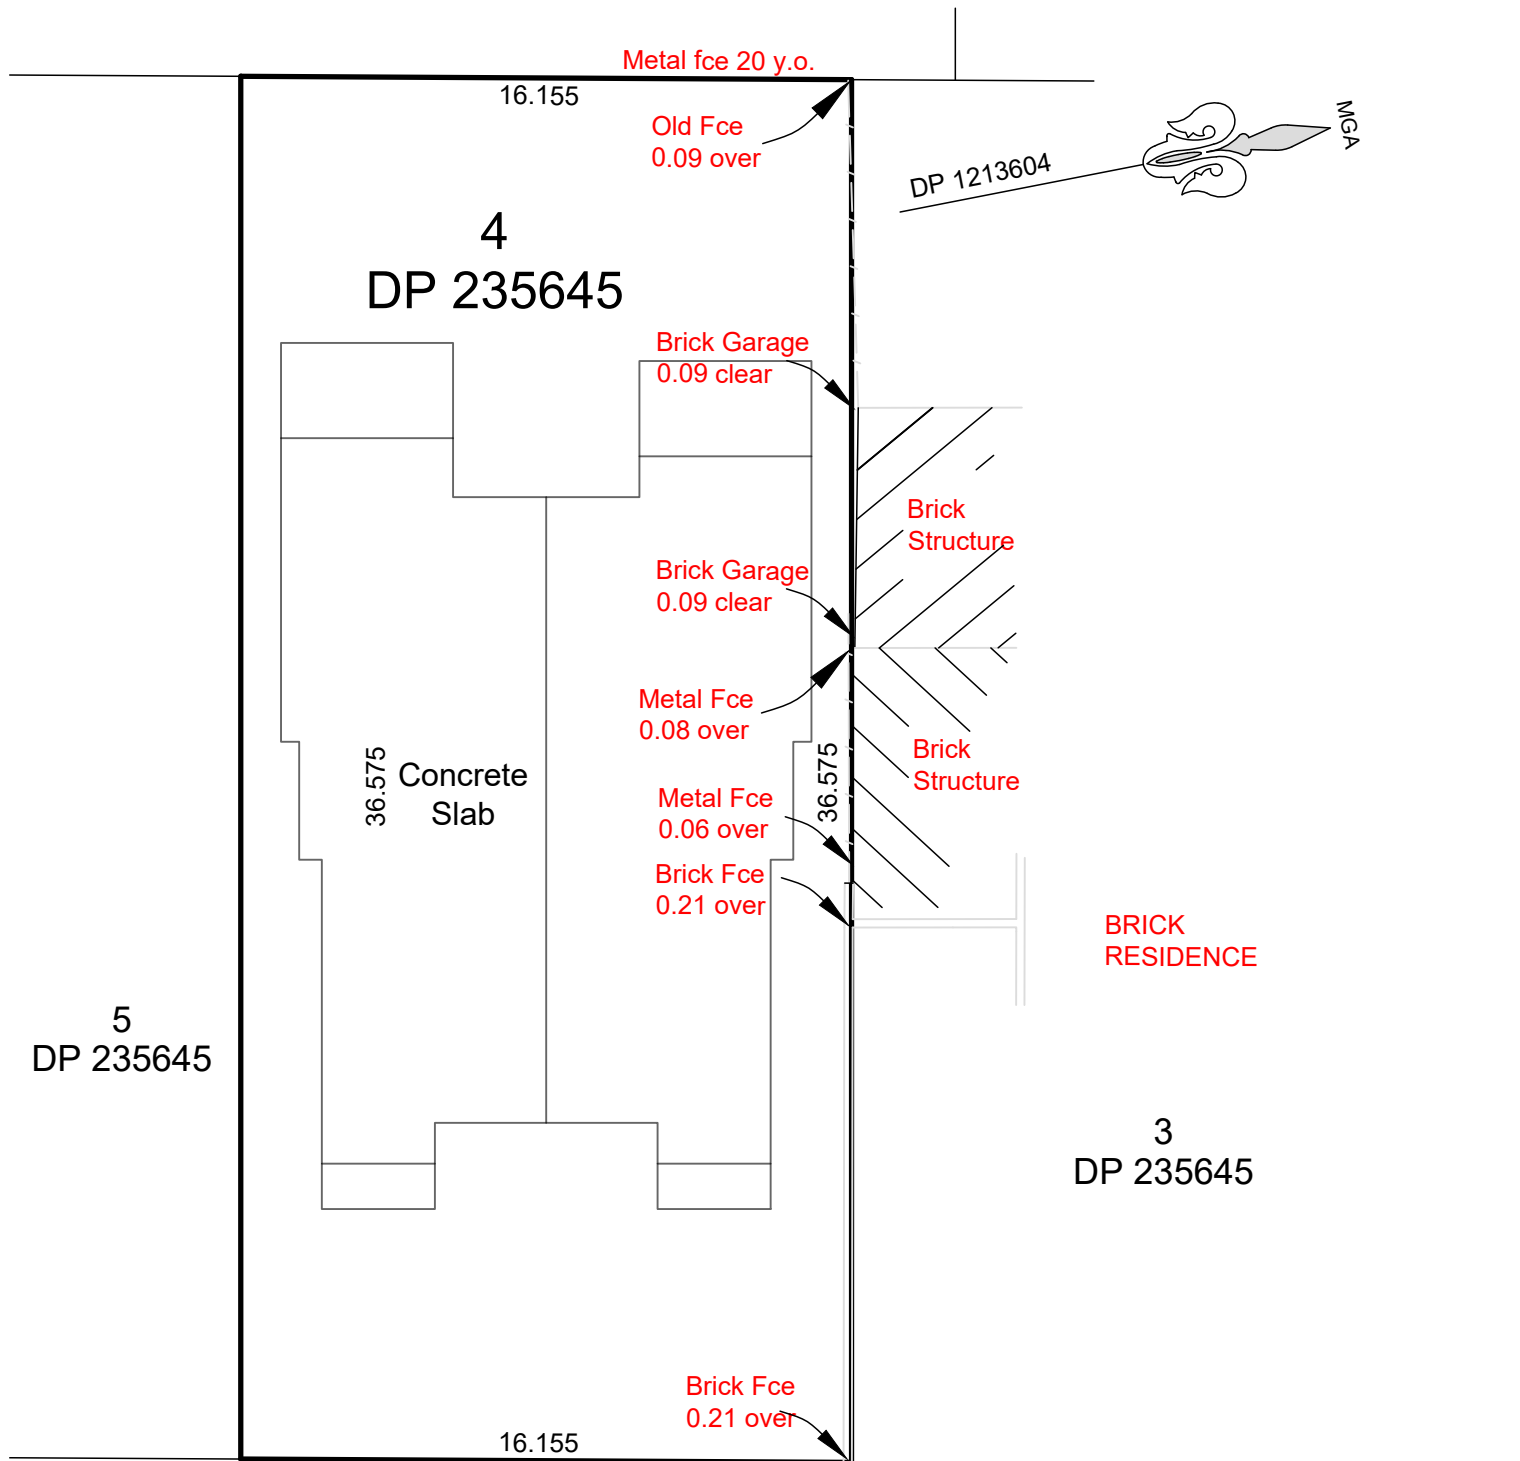 Metal fce 20 y.o.
16.155
Old Fce
0.09 over
MGA
DP 1213604
4
DP 235645
Brick Garage
0.09 clear
Brick
Structure
Brick Garage
0.09 clear
Metal Fce
0.08 over
Brick
Structure
36.575
Concrete
Slab
36.575
Metal Fce
0.06 over
Brick Fce
0.21 over
BRICK
RESIDENCE
5
DP 235645
3
DP 235645
Brick Fce
0.21 over
16.155